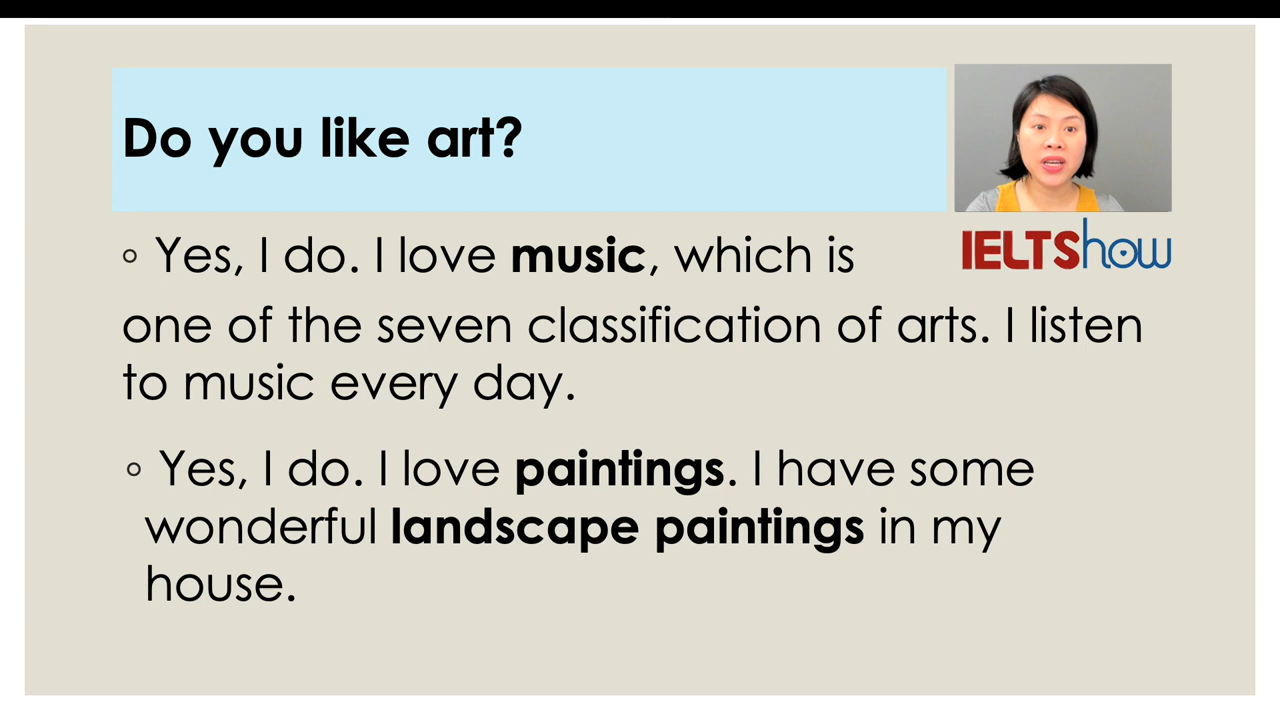 Do you like art?
IELTShow
◦ Yes, I do. I love music, which is
one of the seven classification of arts. I listen
to music every day.
◦ Yes, I do. I love paintings. I have some
wonderful landscape paintings in my
house.